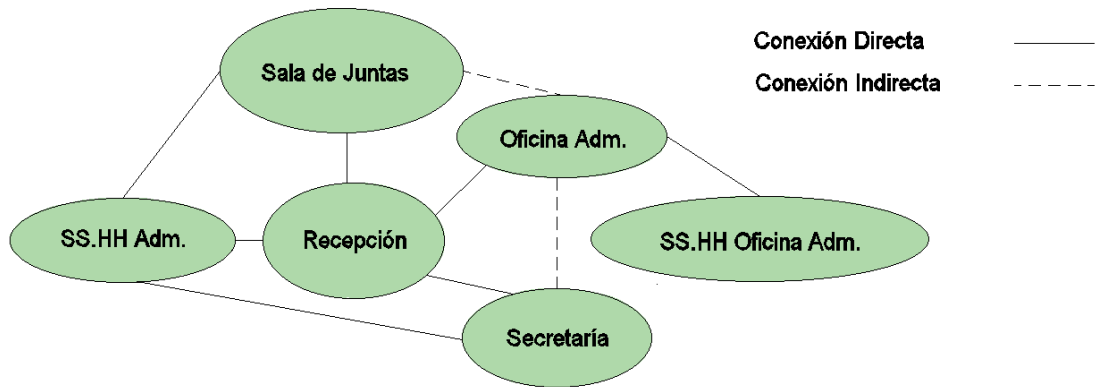 Conexión Directa
Sala de Juntas
Conexión Indirecta
Oficina Adm.
SS.HH Adm.
Recepción
SS.HH Oficina Adm.
Secretaría